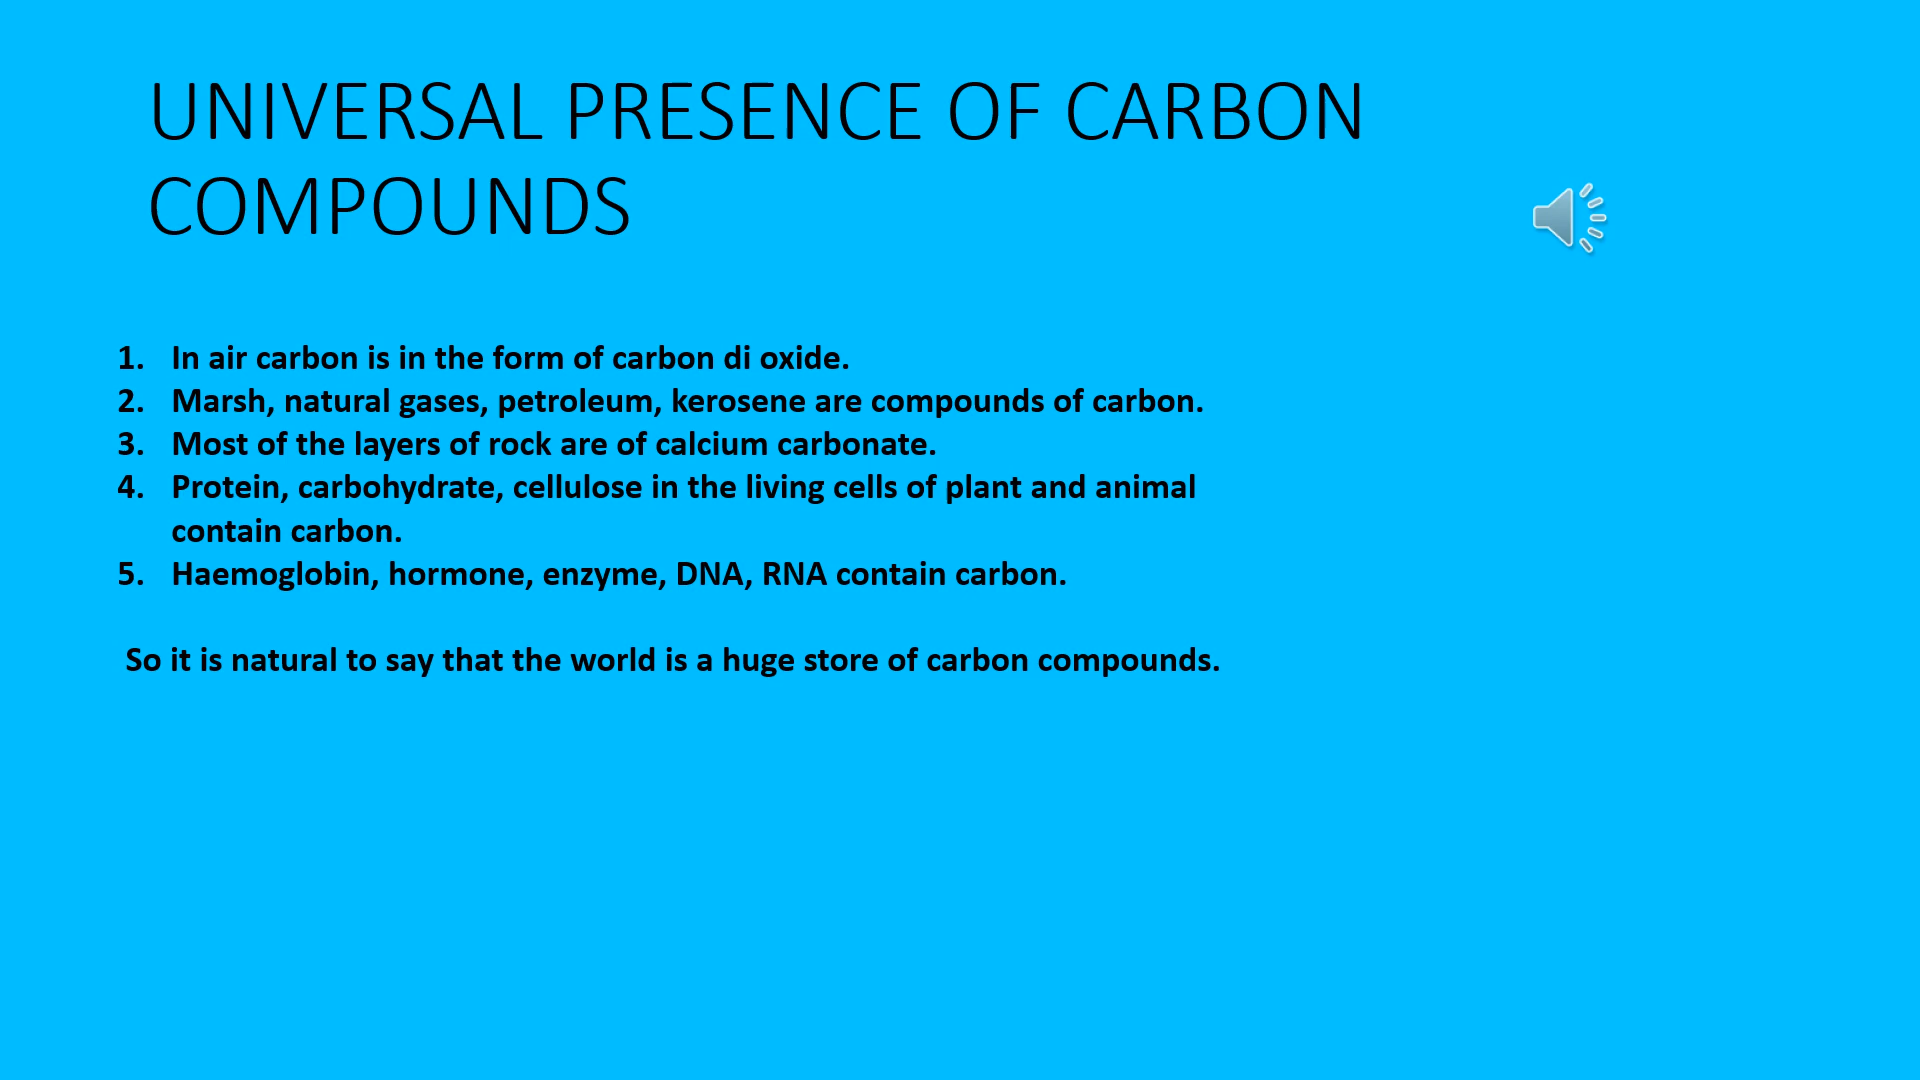 UNIVERSAL PRESENCE OF CARBON
COMPOUNDS
1. In air carbon is in the form of carbon di oxide.
2. Marsh, natural gases, petroleum, kerosene are compounds of carbon.
3. Most of the layers of rock are of calcium carbonate.
4. Protein, carbohydrate, cellulose in the living cells of plant and animal
contain carbon.
5. Haemoglobin, hormone, enzyme, DNA, RNA contain carbon.
So it is natural to say that the world is a huge store of carbon compounds.